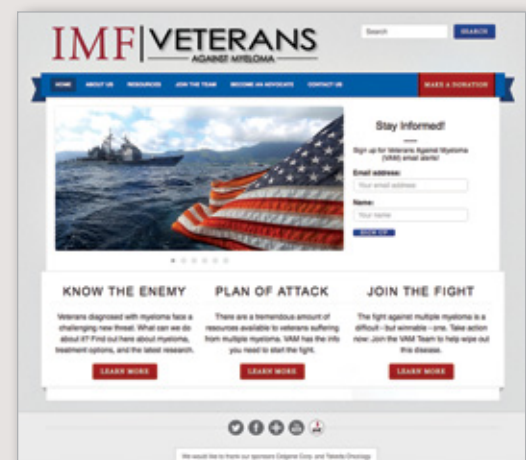 IMF | VETERANS
AGAINST MYELOMA
Search
SEARCH
HOME ABOUT US RESOURCES JOIN THE TEAM BECOME AN ADVOCATE CONTACT US
MAKE A DONATION
Stay Informed!
Sign up for Veterans Against Myeloma
(VAM) email alerts!
Email address:
Your email address
Name:
Your name
SIGN UP
KNOW THE ENEMY
Veterans diagnosed with myeloma face a
challenging new threat. What can we do
about it? Find out here about myeloma,
treatment options, and the latest research.
LEARN MORE
PLAN OF ATTACK
There are a tremendous amount of
resources available to veterans suffering
from multiple myeloma. VAM has the info
you need to start the fight.
LEARN MORE
JOIN THE FIGHT
The fight against multiple myeloma is a
difficult - but winnable - one. Take action
now: Join the VAM Team to help wipe out
this disease.
LEARN MORE
We would like to thank our sponsors Celgene Corp. and Takeda Oncology.